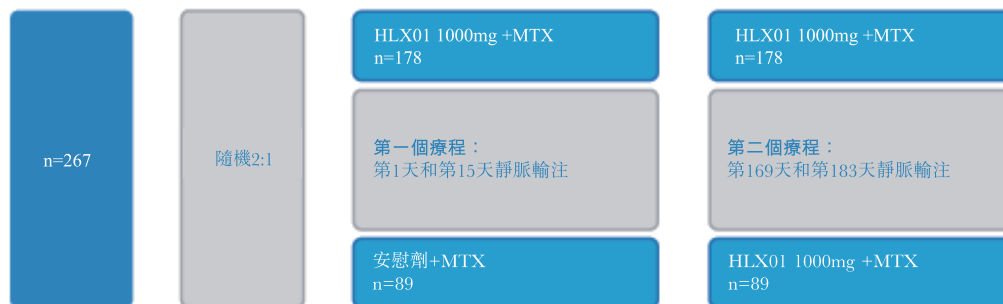 n=267
隨機2:1
HLX01 1000mg +MTX
n=178
第一個療程：
第1天和第15天靜脈輸注
安慰劑+MTX
n=89
HLX01 1000mg +MTX
n=178
第二個療程：
第169天和第183天靜脈輸注
HLX01 1000mg +MTX
n=89